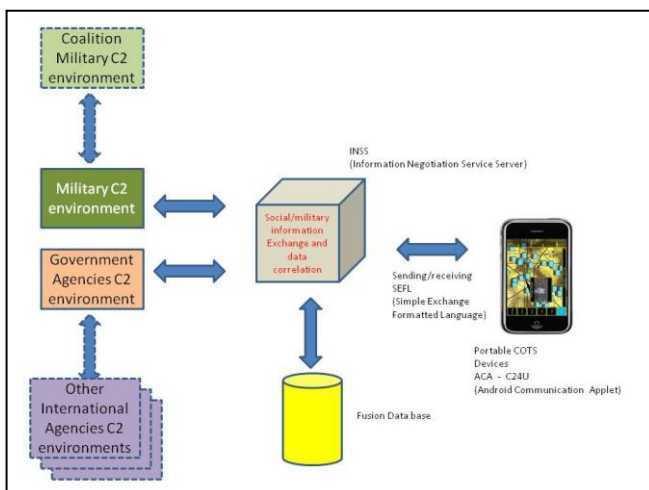 Coalition
Military C2
environment
Military C2
environment
Government
Agencies C2
environment
Other
International
Agencies C2
environments
INSS
(Information Negotiation Service Server)
Social/military
information
Exchange and
data
correlation
Sending/receiving
SEFL
(Simple Exchange
Formatted Language)
Portable COTS
Devices
ACA - C24U
(Android Communication Applet)
Fusion Data base